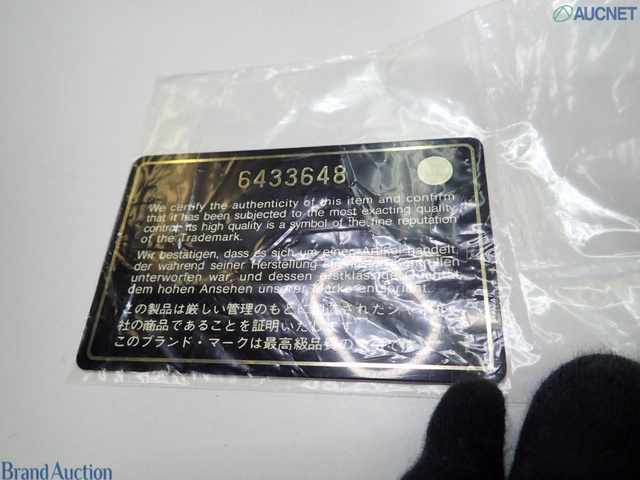 AUCNET
6433648
We certify the authenticity of this item and confirm
that it has been subjected to the most exacting quality
control. Its high quality is a symbol of the fine reputation
of the Trademark.
Wir bestätigen, dass es sich um einen Artikel handelt,
der während seiner Herstellung
unterworfen war, und dessen erstklassige
dem hohen Ansehen unserer Marke entspricht.
この製品は厳しい管理のもとに
社の商品であることを証明いたします。
このブランド・マークは最高級品質の
Brand Auction